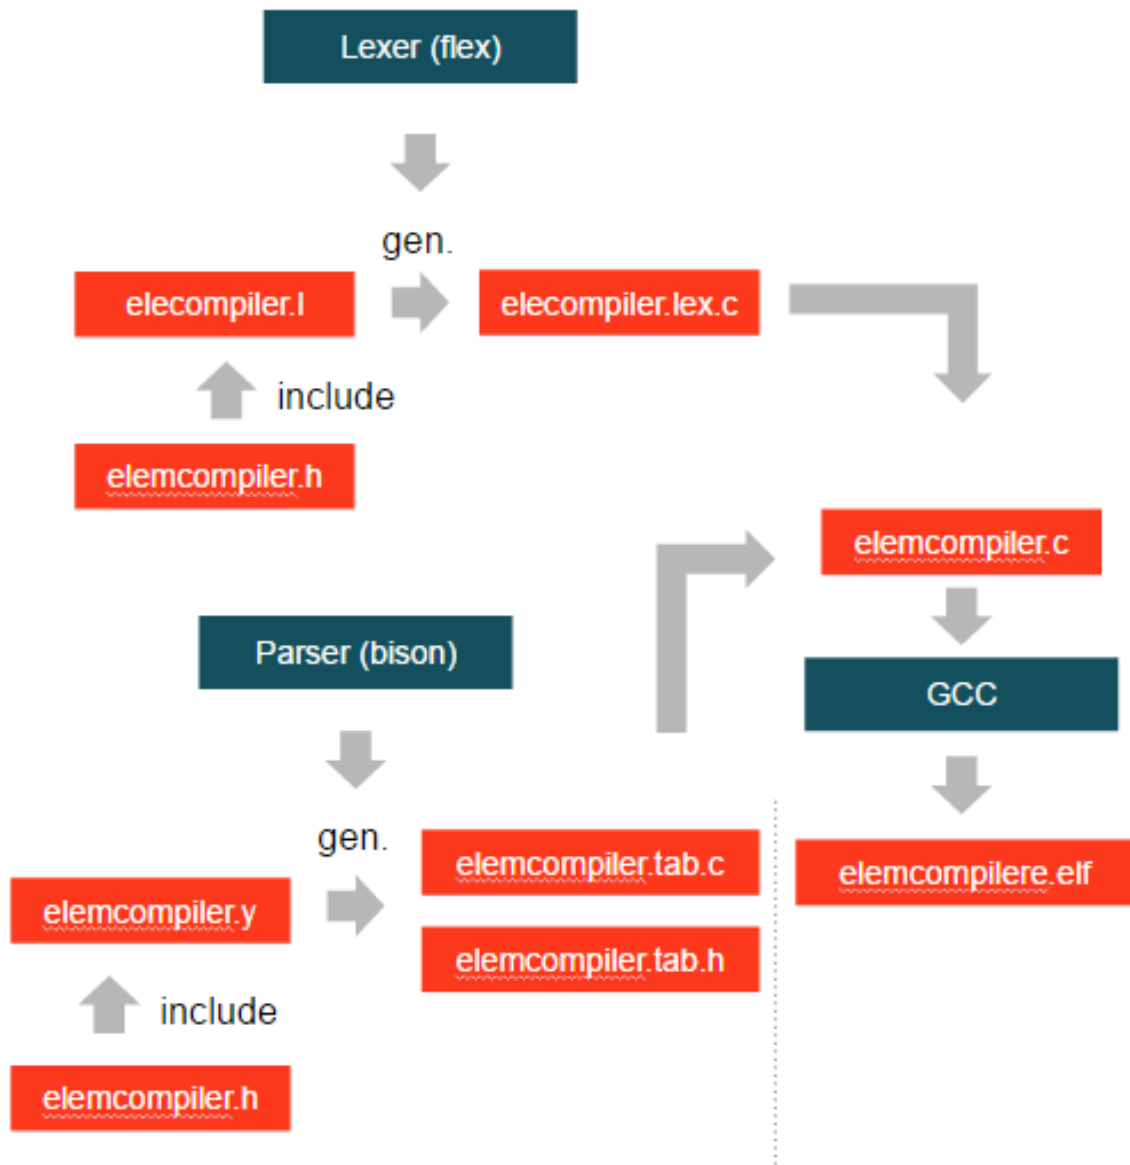 Lexer (flex)
gen.
elecompiler.l
elecompiler.lex.c
include
elemcompiler.h
elemcompiler.c
Parser (bison)
GCC
gen.
elemcompiler.tab.c
elemcompilere.elf
elemcompiler.y
elemcompiler.tab.h
include
elemcompiler.h